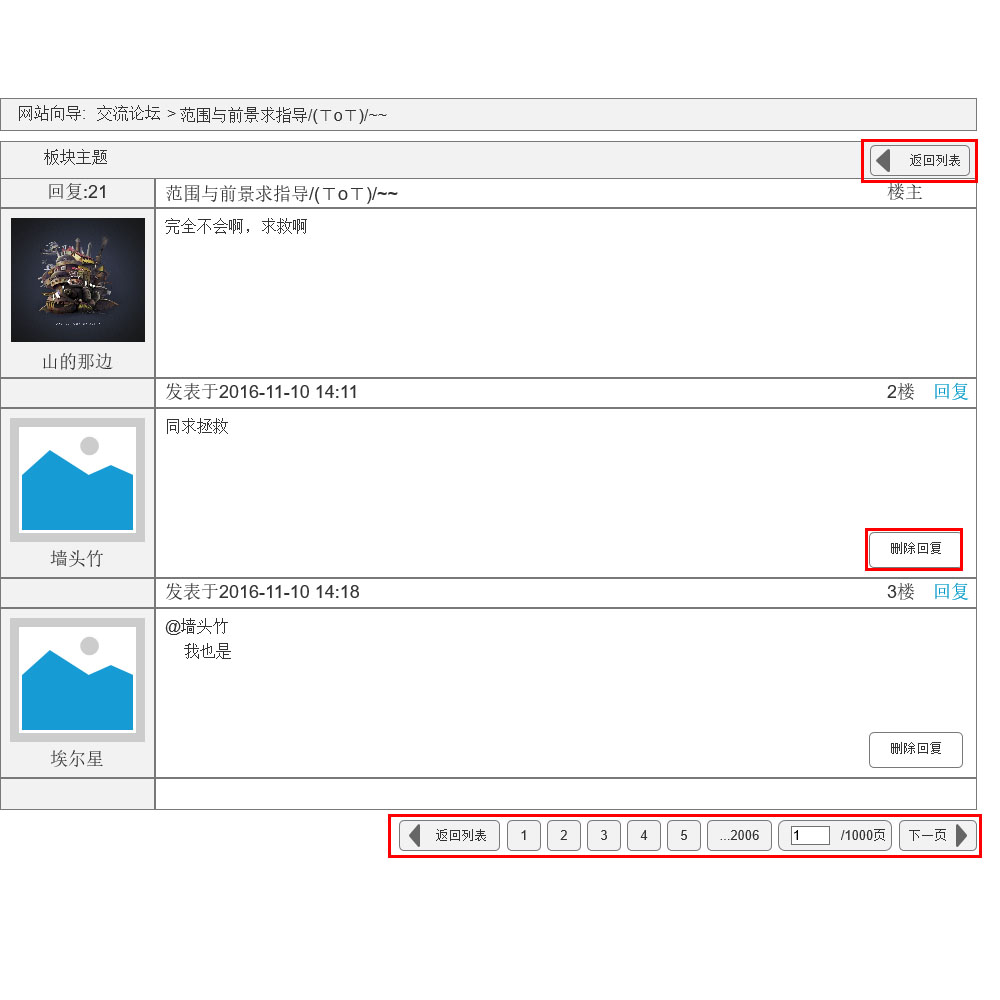 网站向导: 交流论坛 > 范围与前景求指导/(ㄒoㄒ)/~~
板块主题 返回列表
回复:21 范围与前景求指导/(ㄒoㄒ)/~~ 楼主
完全不会啊，求救啊
山的那边
发表于2016-11-10 14:11 2楼 回复
同求拯救
墙头竹
删除回复
发表于2016-11-10 14:18 3楼 回复
@墙头竹
我也是
埃尔星
删除回复
返回列表 1 2 3 4 5 ...2006 1 /1000页 下一页